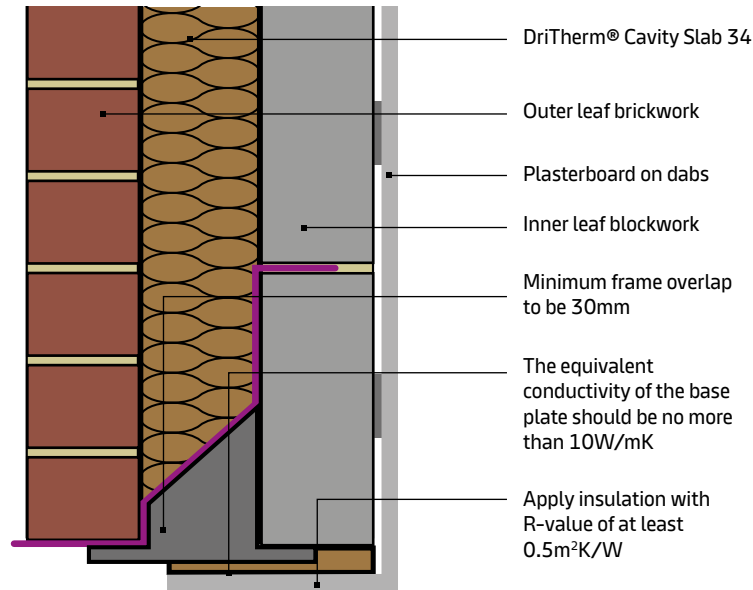 DriTherm® Cavity Slab 34
Outer leaf brickwork
Plasterboard on dabs
Inner leaf blockwork
Minimum frame overlap
to be 30mm
The equivalent
conductivity of the base
plate should be no more
than 10W/mK
Apply insulation with
R-value of at least
0.5m²K/W